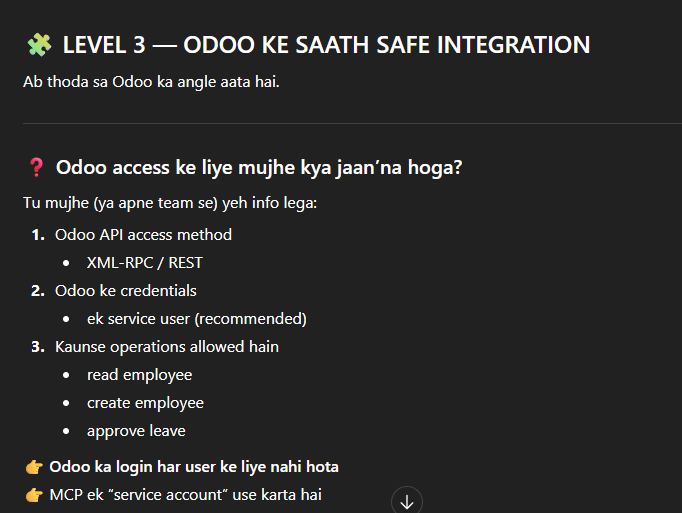 🧩 LEVEL 3 — ODOO KE SAATH SAFE INTEGRATION
Ab thoda sa Odoo ka angle aata hai.
❓ Odoo access ke liye mujhe kya jaan’na hoga?
Tu mujhe (ya apne team se) yeh info lega:
1. Odoo API access method
• XML-RPC / REST
2. Odoo ke credentials
• ek service user (recommended)
3. Kaunse operations allowed hain
• read employee
• create employee
• approve leave
👉 Odoo ka login har user ke liye nahi hota
👉 MCP ek “service account” use karta hai